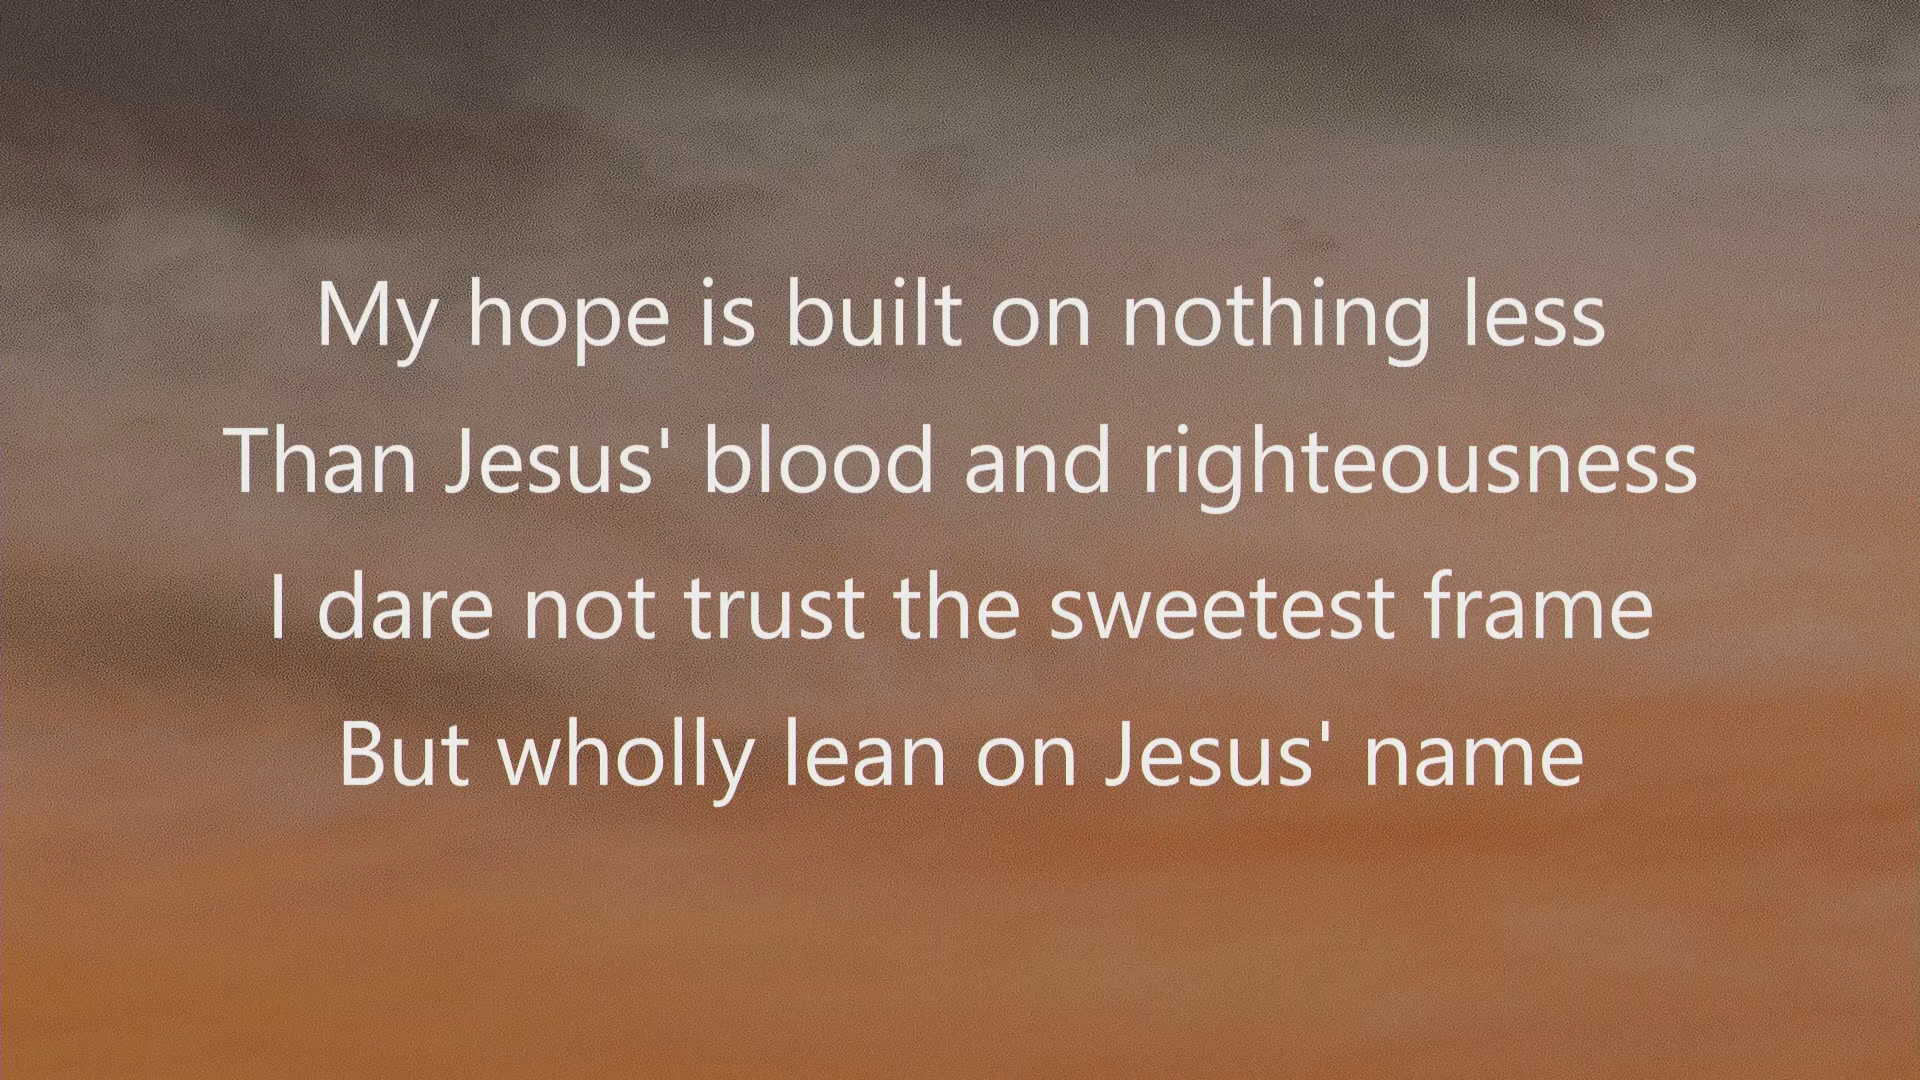 My hope is built on nothing less
Than Jesus' blood and righteousness
I dare not trust the sweetest frame
But wholly lean on Jesus' name